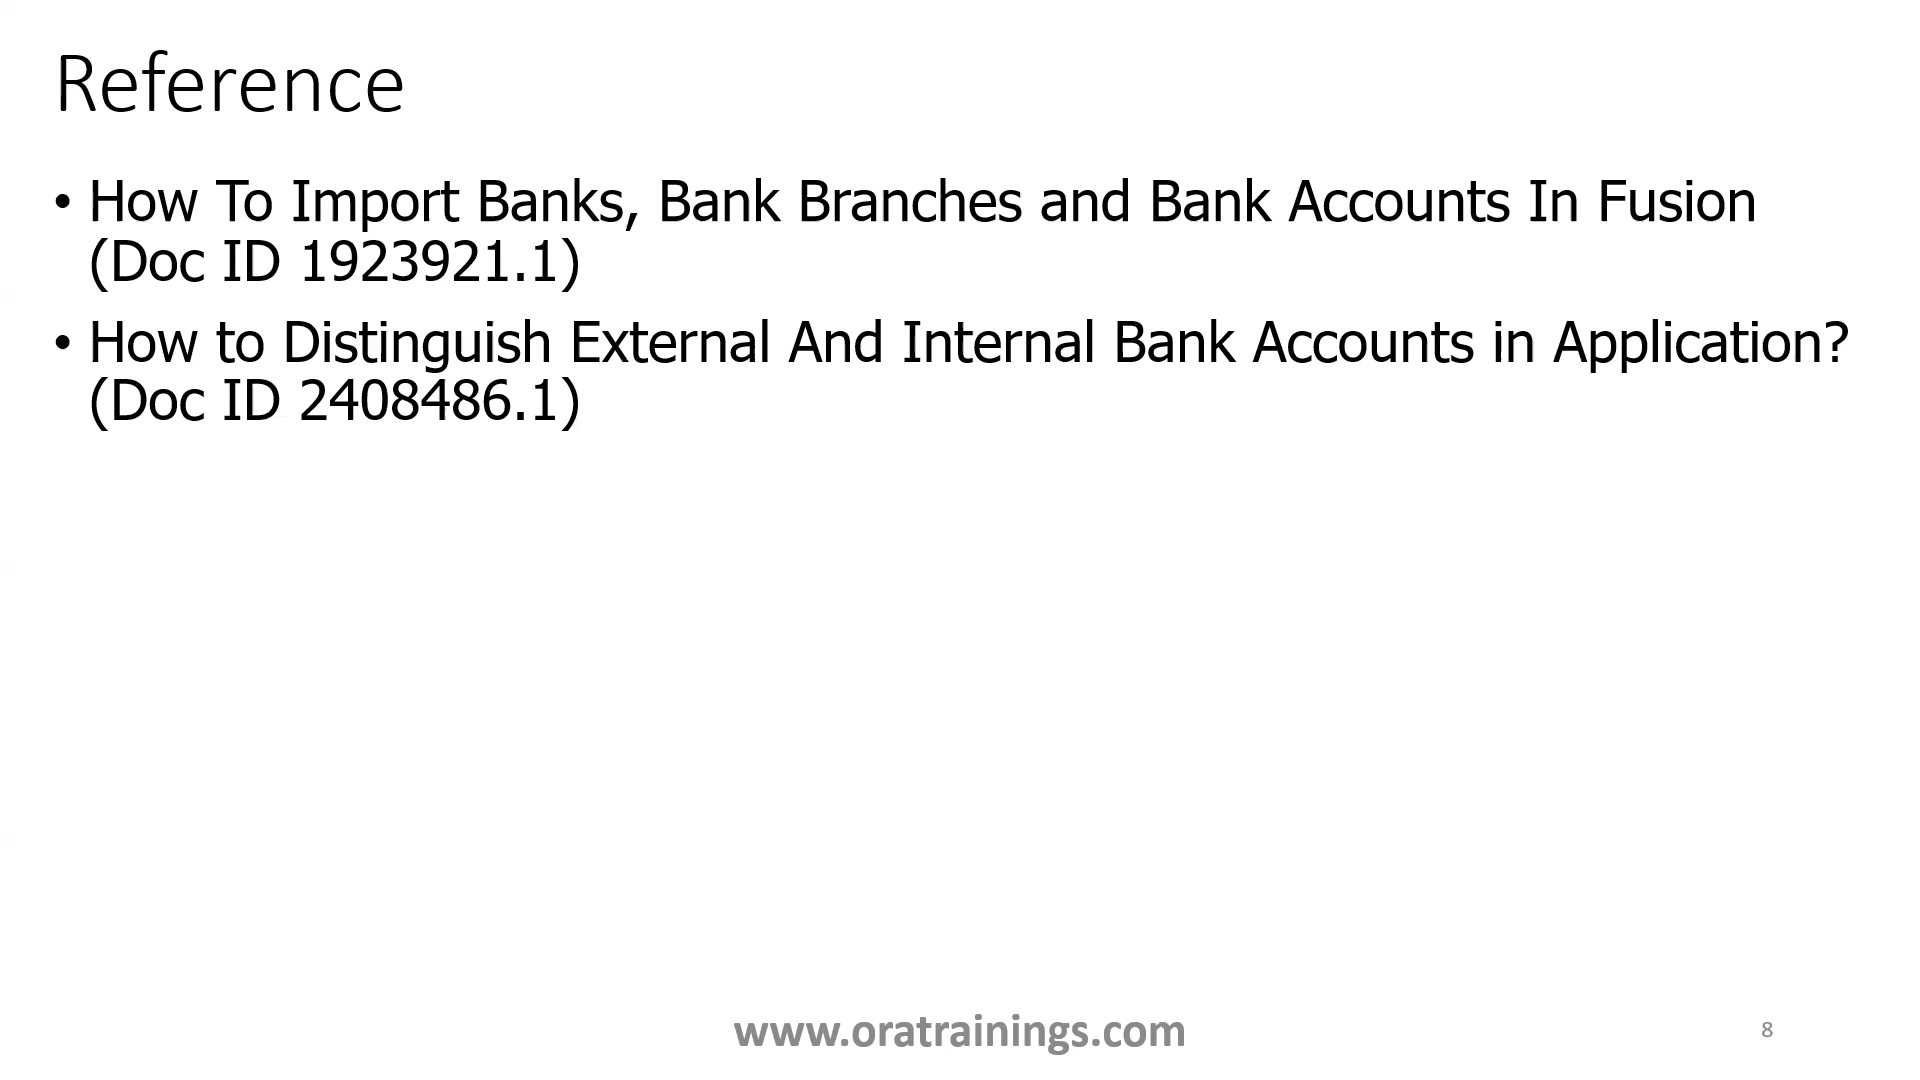 Reference
• How To Import Banks, Bank Branches and Bank Accounts In Fusion
(Doc ID 1923921.1)
• How to Distinguish External And Internal Bank Accounts in Application?
(Doc ID 2408486.1)
www.oratrainings.com
8